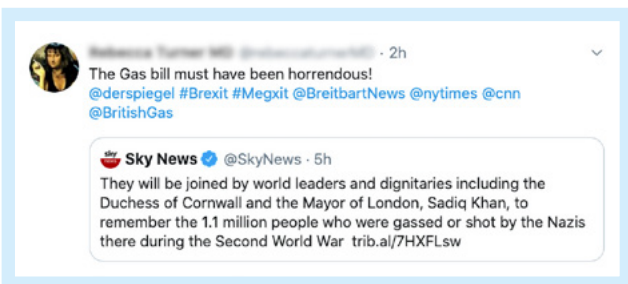 · 2h
The Gas bill must have been horrendous!
@derspiegel #Brexit #Megxit @BreitbartNews @nytimes @cnn
@BritishGas
sky news Sky News @SkyNews · 5h
They will be joined by world leaders and dignitaries including the
Duchess of Cornwall and the Mayor of London, Sadiq Khan, to
remember the 1.1 million people who were gassed or shot by the Nazis
there during the Second World War trib.al/7HXFLsw